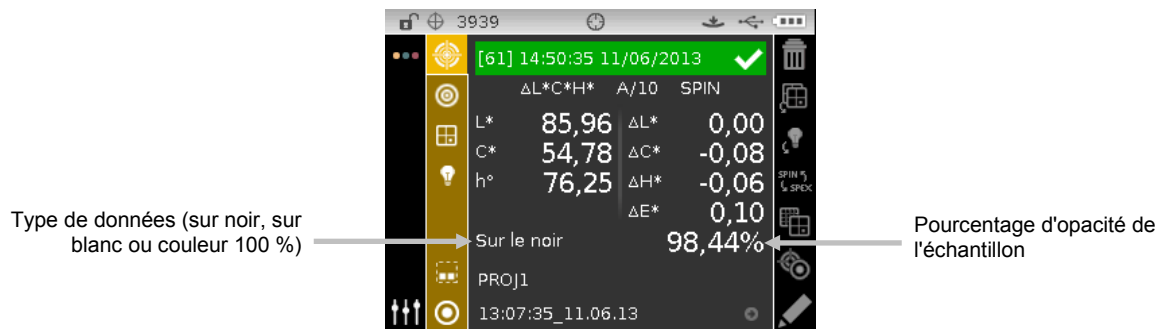 3939
[61] 14:50:35 11/06/2013
ΔL*C*H* A/10 SPIN
L* 85,96 ΔL* 0,00
C* 54,78 ΔC* -0,08
h° 76,25 ΔH* -0,06
ΔE* 0,10
Sur le noir 98,44%
PROJ1
13:07:35_11.06.13
SPIN
SPEX
Type de données (sur noir, sur
blanc ou couleur 100 %)
Pourcentage d'opacité de
l'échantillon